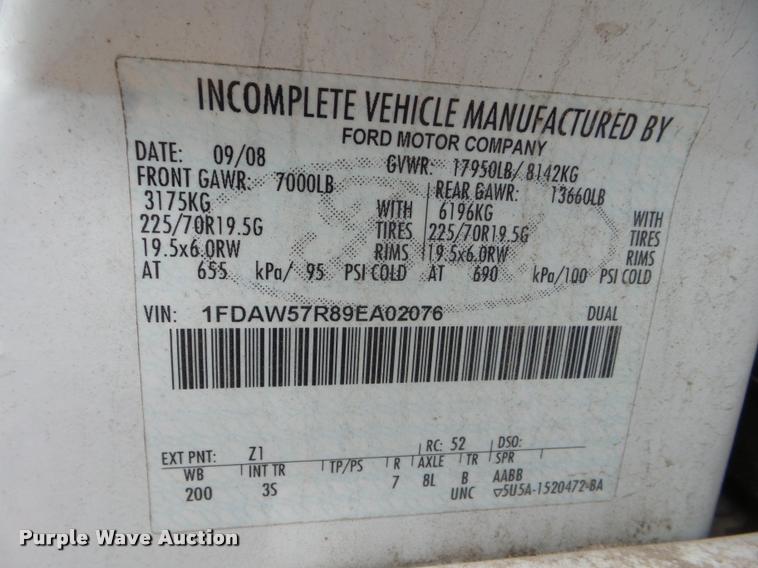 INCOMPLETE VEHICLE MANUFACTURED BY
FORD MOTOR COMPANY
DATE: 09/08 GVWR: 17950LB/ 8142KG
FRONT GAWR: 7000LB REAR GAWR: 13660LB
3175KG WITH 6196KG WITH
225/70R19.5G TIRES 225/70R19.5G TIRES
19.5x6.0RW RIMS 19.5x6.0RW RIMS
AT 655 kPa/ 95 PSI COLD AT 690 kPa/100 PSI COLD
VIN: 1FDAW57R89EA02076 DUAL
EXT PNT: Z1 RC: 52 DSO:
WB INT TR TP/PS R AXLE TR SPR
200 3S 7 8L B AABB
UNC ▽5U5A-1520472-BA
Purple Wave Auction